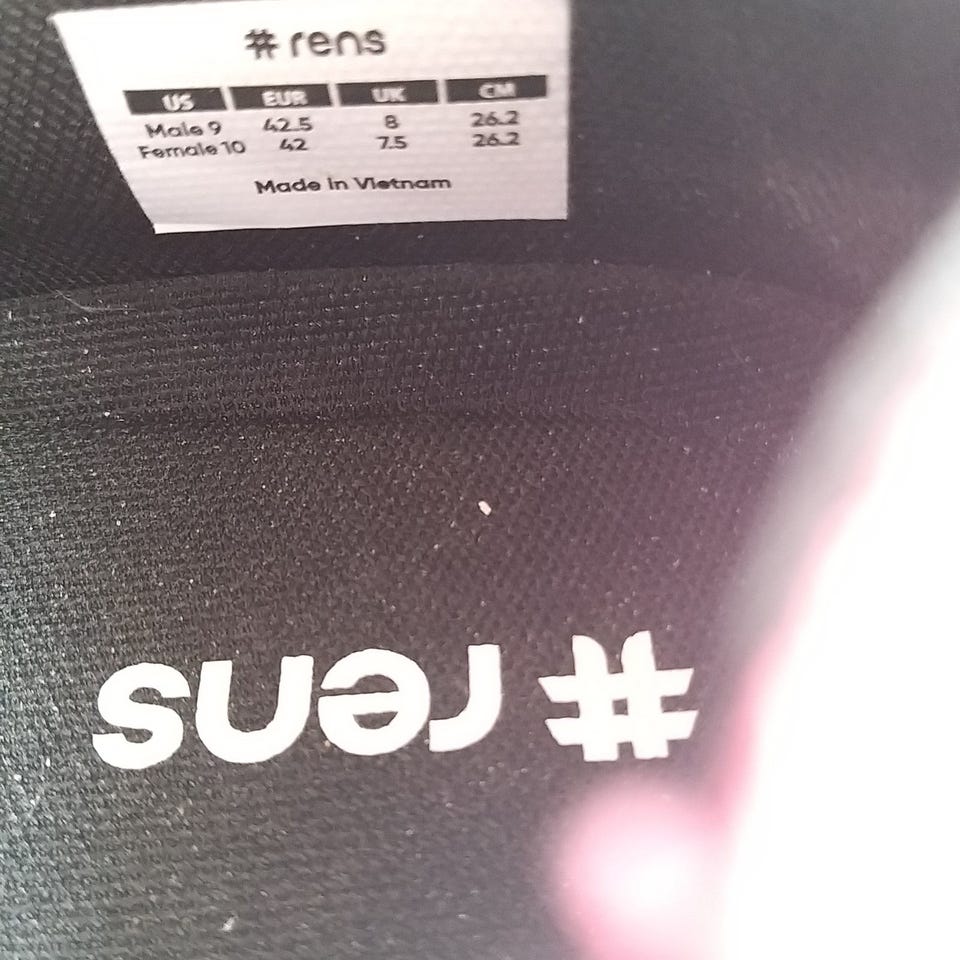 # rens
US EUR UK CM
Male 9 42.5 8 26.2
Female 10 42 7.5 26.2
Made in Vietnam
# rens